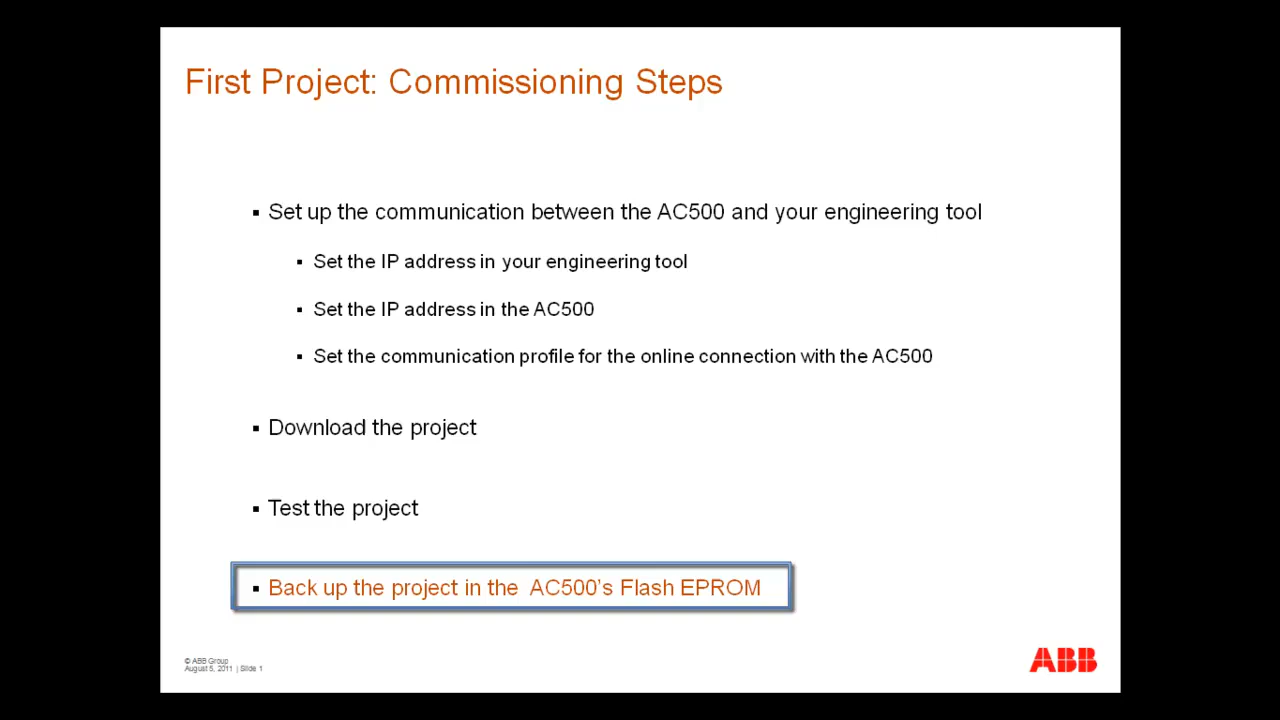 First Project: Commissioning Steps
▪ Set up the communication between the AC500 and your engineering tool
▪ Set the IP address in your engineering tool
▪ Set the IP address in the AC500
▪ Set the communication profile for the online connection with the AC500
▪ Download the project
▪ Test the project
▪ Back up the project in the AC500's Flash EPROM
© ABB Group
August 5, 2011 | Slide 1
ABB